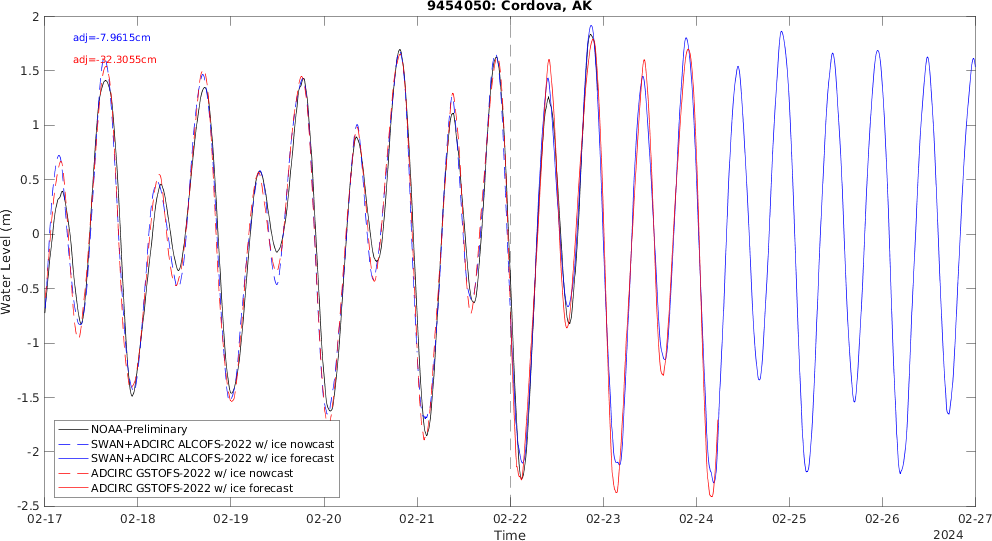 9454050: Cordova, AK
adj=-7.9615cm
adj=-32.3055cm
Water Level (m)
2
1.5
1
0.5
0
-0.5
-1
-1.5
-2
-2.5
NOAA-Preliminary
SWAN+ADCIRC ALCOFS-2022 w/ ice nowcast
SWAN+ADCIRC ALCOFS-2022 w/ ice forecast
ADCIRC GSTOFS-2022 w/ ice nowcast
ADCIRC GSTOFS-2022 w/ ice forecast
02-17 02-18 02-19 02-20 02-21 02-22 02-23 02-24 02-25 02-26 02-27
Time
2024